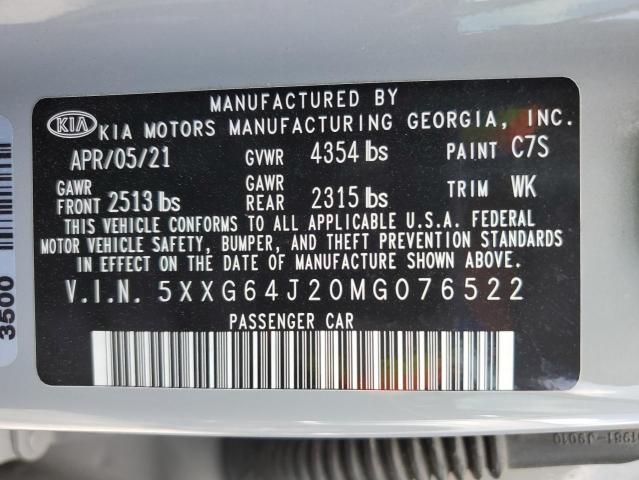 MANUFACTURED BY
KIA KIA MOTORS MANUFACTURING GEORGIA, INC.
APR/05/21 GVWR 4354 lbs PAINT C7S
GAWR FRONT 2513 lbs GAWR REAR 2315 lbs TRIM WK
THIS VEHICLE CONFORMS TO ALL APPLICABLE U.S.A. FEDERAL
MOTOR VEHICLE SAFETY, BUMPER, AND THEFT PREVENTION STANDARDS
IN EFFECT ON THE DATE OF MANUFACTURE SHOWN ABOVE.
V.I.N. 5XXG64J20MG076522
PASSENGER CAR
3500